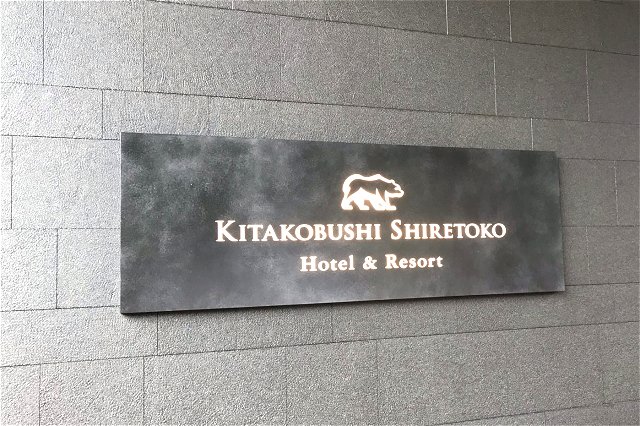 KITAKOBUSHI SHIRETOKO
Hotel & Resort